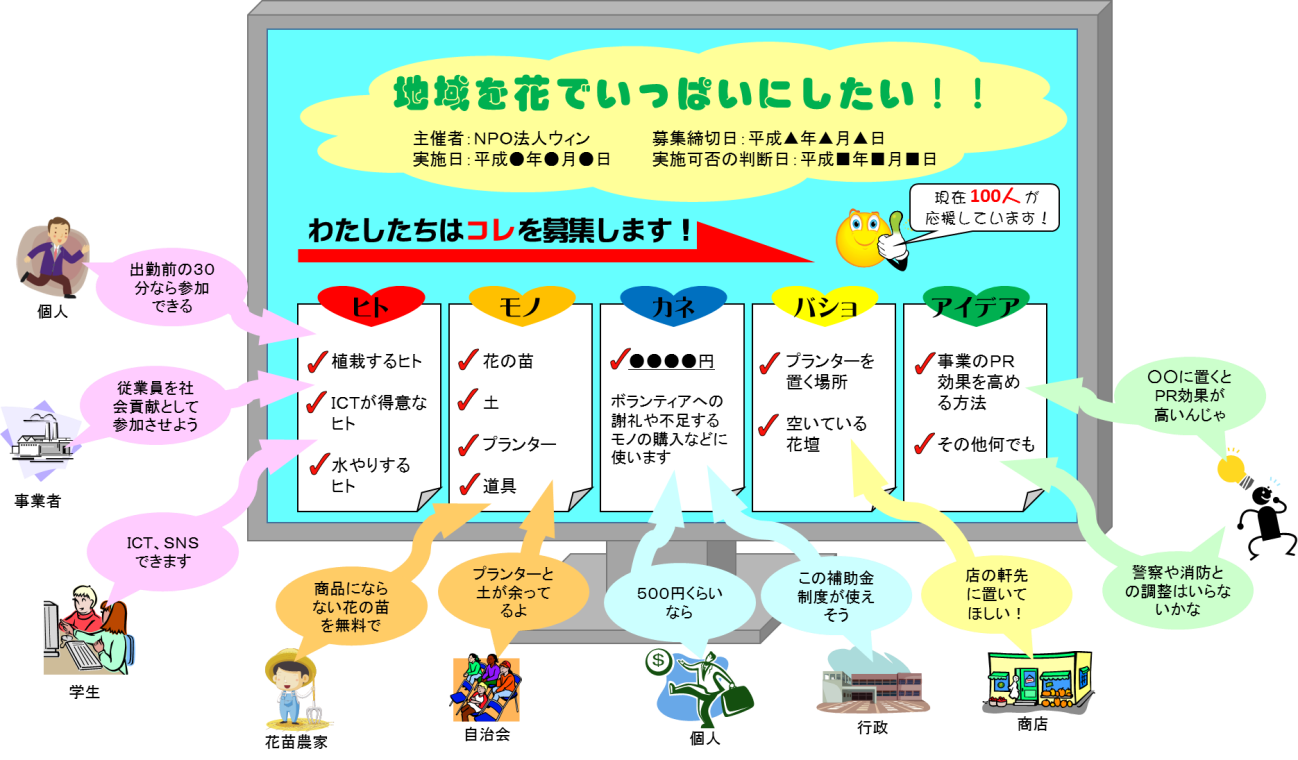 地域を花でいっぱいにしたい！！
主催者：NPO法人ウィン　募集締切日：平成▲年▲月▲日
実施日：平成●年●月●日　実施可否の判断日：平成■年■月■日
現在100人が
応援しています！
わたしたちはコレを募集します！
ヒト
植栽するヒト
ICTが得意な
ヒト
水やりする
ヒト
モノ
花の苗
土
プランター
道具
カネ
●●●●円
ボランティアへの
謝礼や不足する
モノの購入などに
使います
バショ
プランターを
置く場所
空いている
花壇
アイデア
事業のPR
効果を高め
る方法
その他何でも
出勤前の３０
分なら参加
できる
個人
従業員を社
会貢献として
参加させよう
事業者
ICT、SNS
できます
学生
商品になら
ない花の苗
を無料で
花苗農家
プランターと
土が余って
るよ
自治会
５００円くらい
なら
個人
この補助金
制度が使え
そう
行政
店の軒先
に置いて
ほしい！
商店
〇〇に置くと
PR効果が
高いんじゃ
警察や消防と
の調整はいらな
いかな